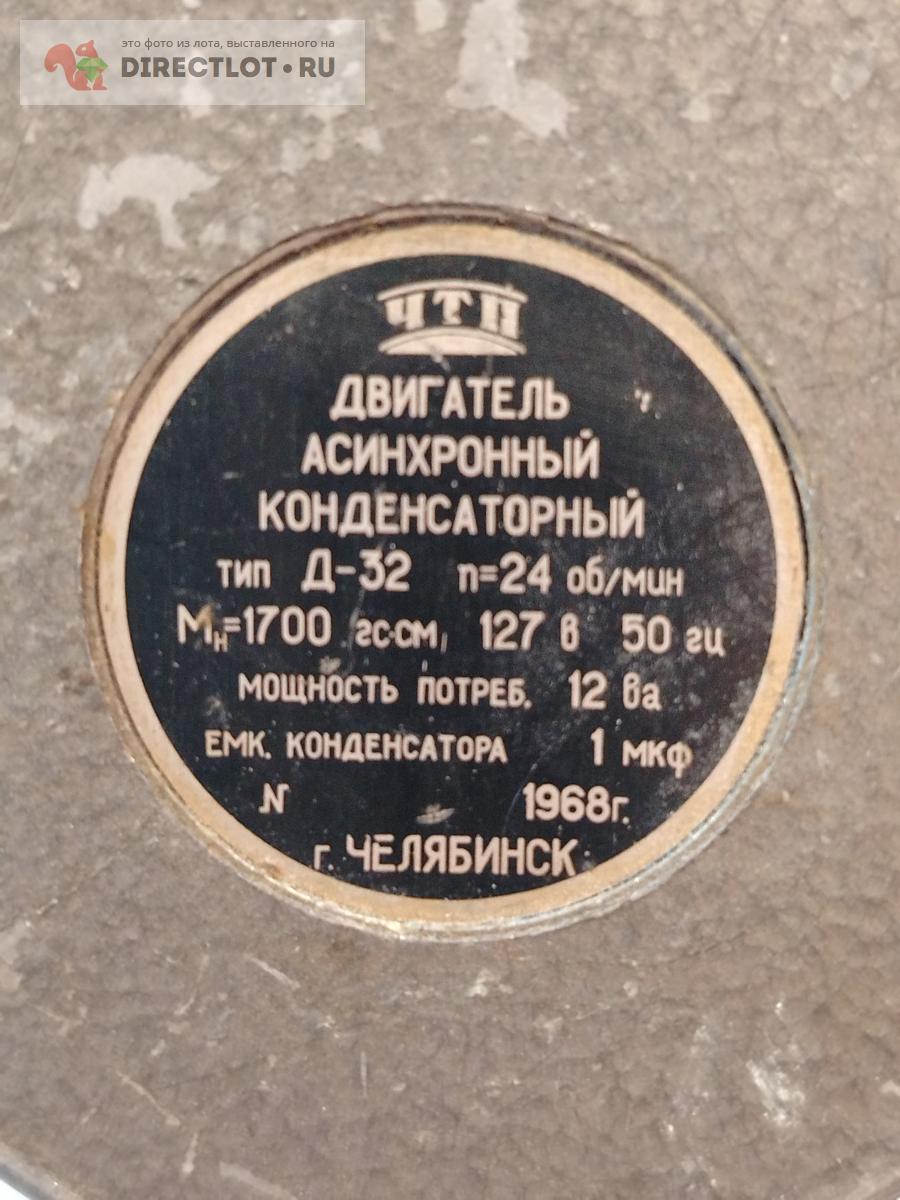 это фото из лота, выставленного на
DIRECTLOT•RU
ЧТП
ДВИГАТЕЛЬ
АСИНХРОННЫЙ
КОНДЕНСАТОРНЫЙ
тип Д-32 n=24 об/мин
Мн=1700 гс·см, 127 в 50 гц
МОЩНОСТЬ ПОТРЕБ. 12 ва
ЕМК. КОНДЕНСАТОРА 1 мкф
N 1968г.
г. ЧЕЛЯБИНСК